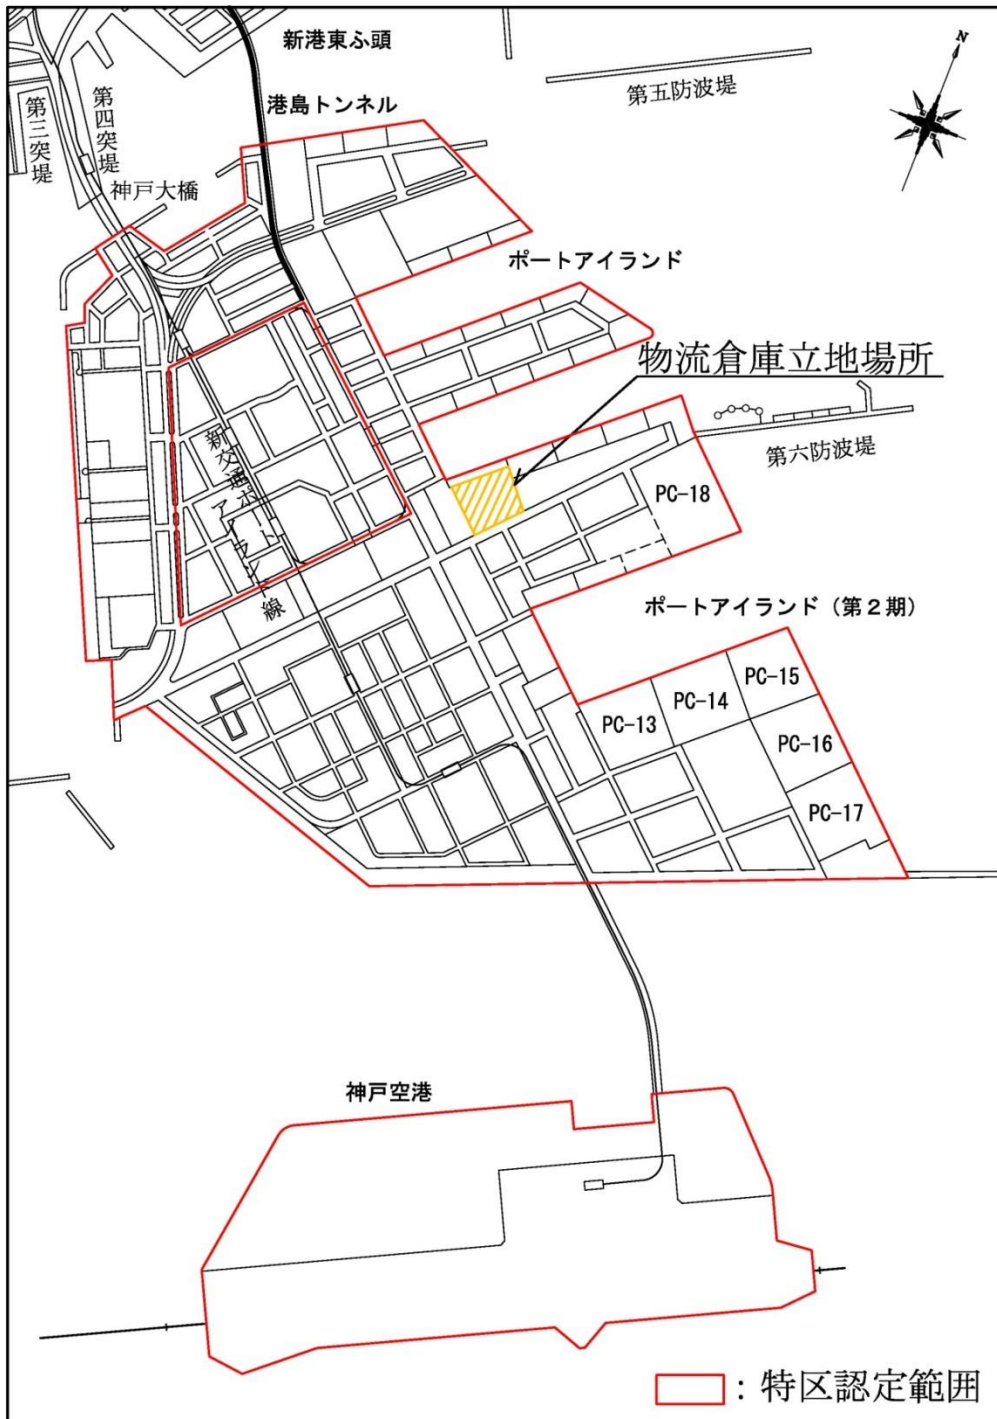 新港東ふ頭
N
第五防波堤
港島トンネル
第四突堤
第三突堤
神戸大橋
ポートアイランド
物流倉庫立地場所
第六防波堤
新交通ポートアイランド線
PC-18
ポートアイランド（第２期）
PC-15
PC-14
PC-13
PC-16
PC-17
神戸空港
：特区認定範囲